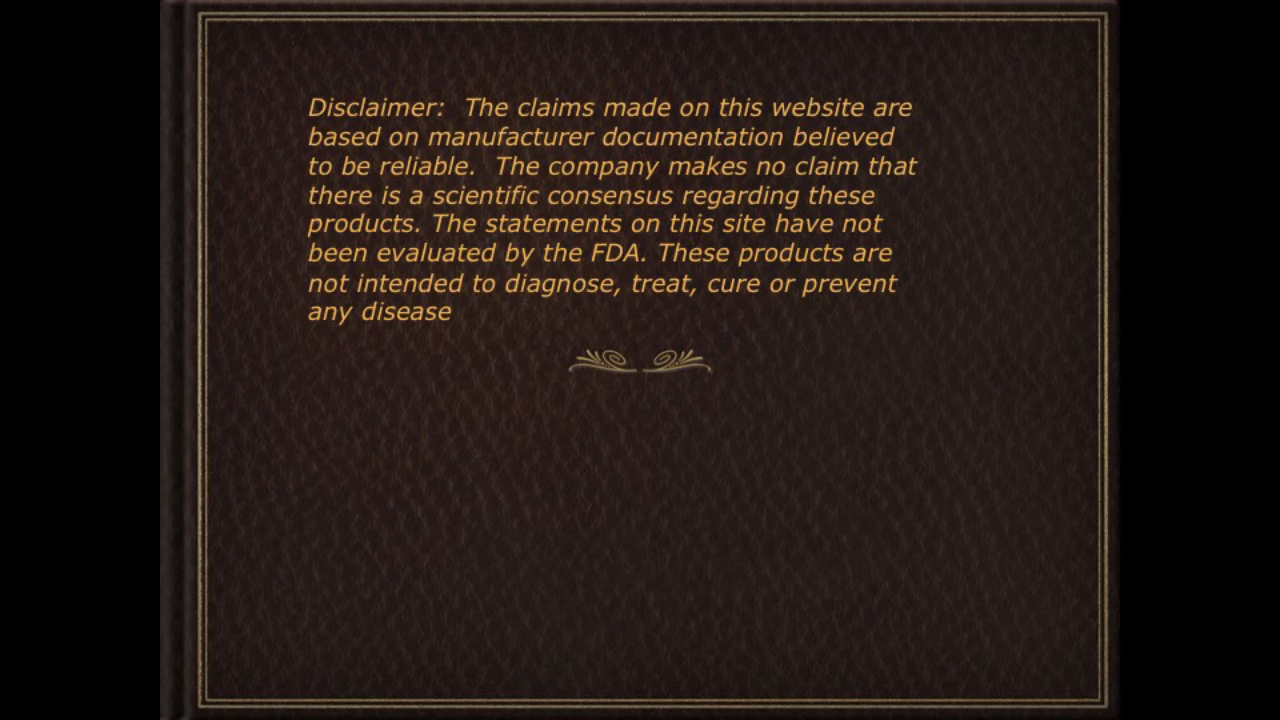 Disclaimer:  The claims made on this website are
based on manufacturer documentation believed
to be reliable.  The company makes no claim that
there is a scientific consensus regarding these
products. The statements on this site have not
been evaluated by the FDA. These products are
not intended to diagnose, treat, cure or prevent
any disease